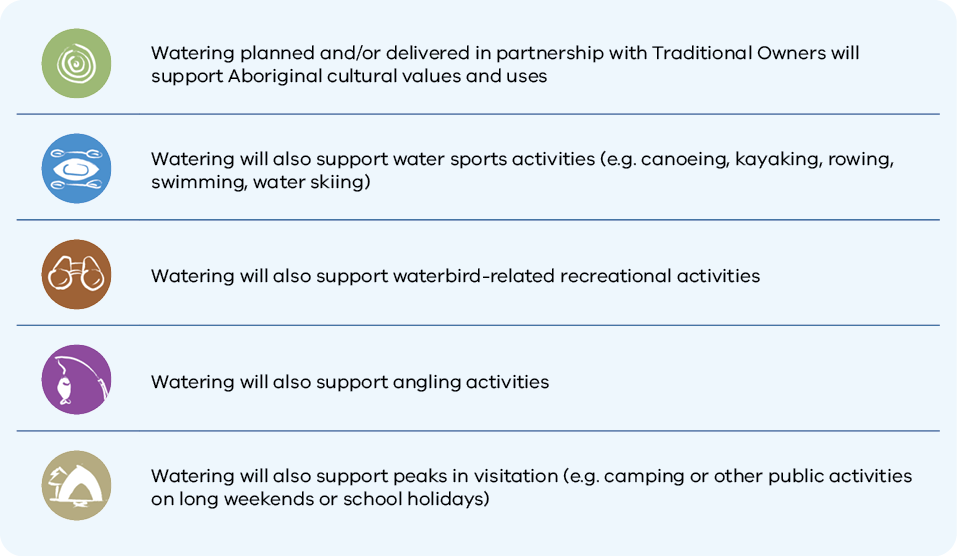 Watering planned and/or delivered in partnership with Traditional Owners will
support Aboriginal cultural values and uses
Watering will also support water sports activities (e.g. canoeing, kayaking, rowing,
swimming, water skiing)
Watering will also support waterbird-related recreational activities
Watering will also support angling activities
Watering will also support peaks in visitation (e.g. camping or other public activities
on long weekends or school holidays)